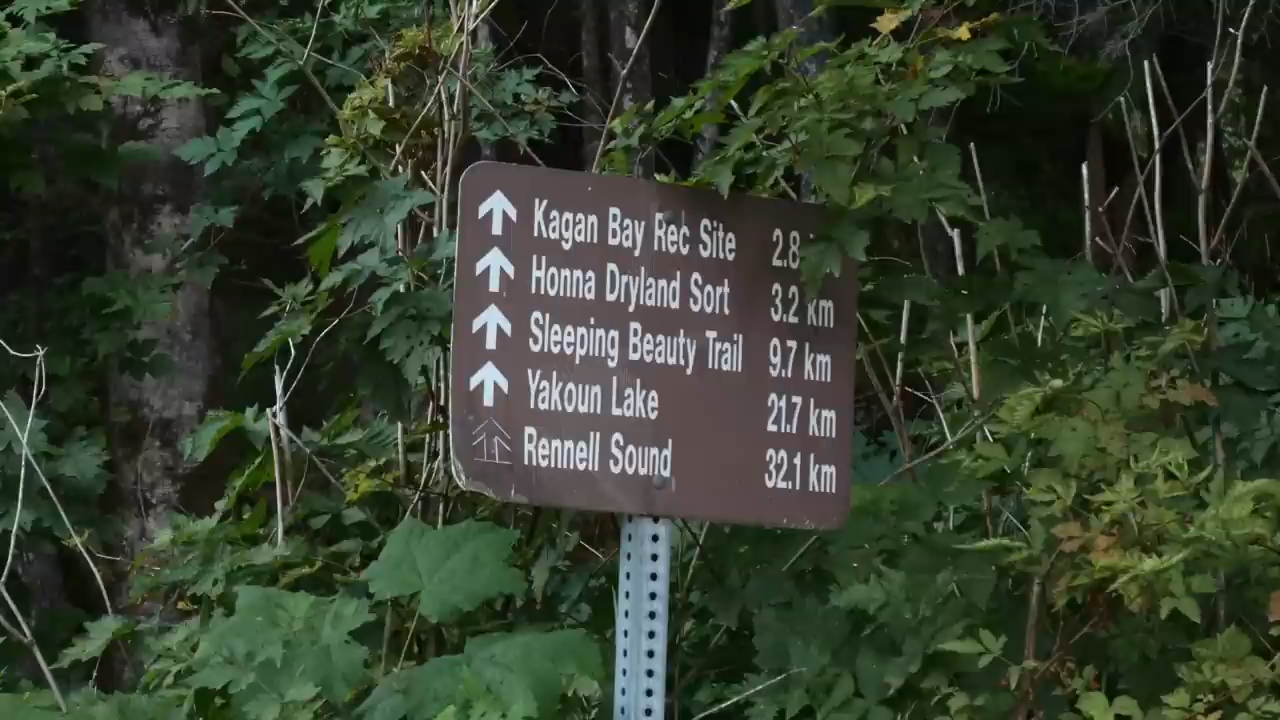 Kagan Bay Rec Site 2.8
Honna Dryland Sort 3.2 km
Sleeping Beauty Trail 9.7 km
Yakoun Lake 21.7 km
Rennell Sound 32.1 km